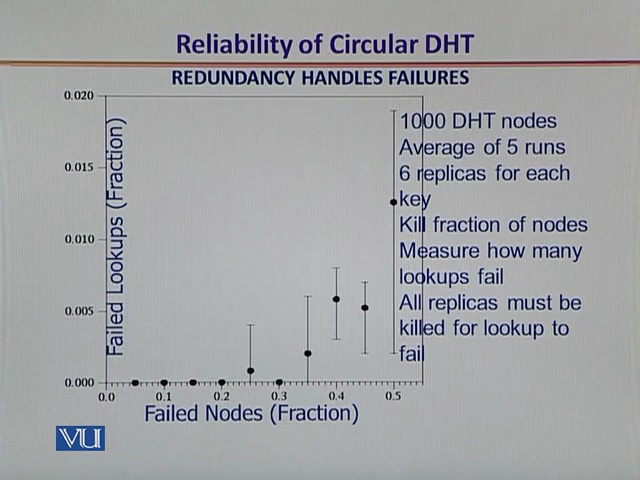 Reliability of Circular DHT
REDUNDANCY HANDLES FAILURES
0.020
0.015
0.010
0.005
0.000
Failed Lookups (Fraction)
0.0
0.1
0.2
0.3
0.4
0.5
Failed Nodes (Fraction)
1000 DHT nodes
Average of 5 runs
6 replicas for each
key
Kill fraction of nodes
Measure how many
lookups fail
All replicas must be
killed for lookup to
fail
VU